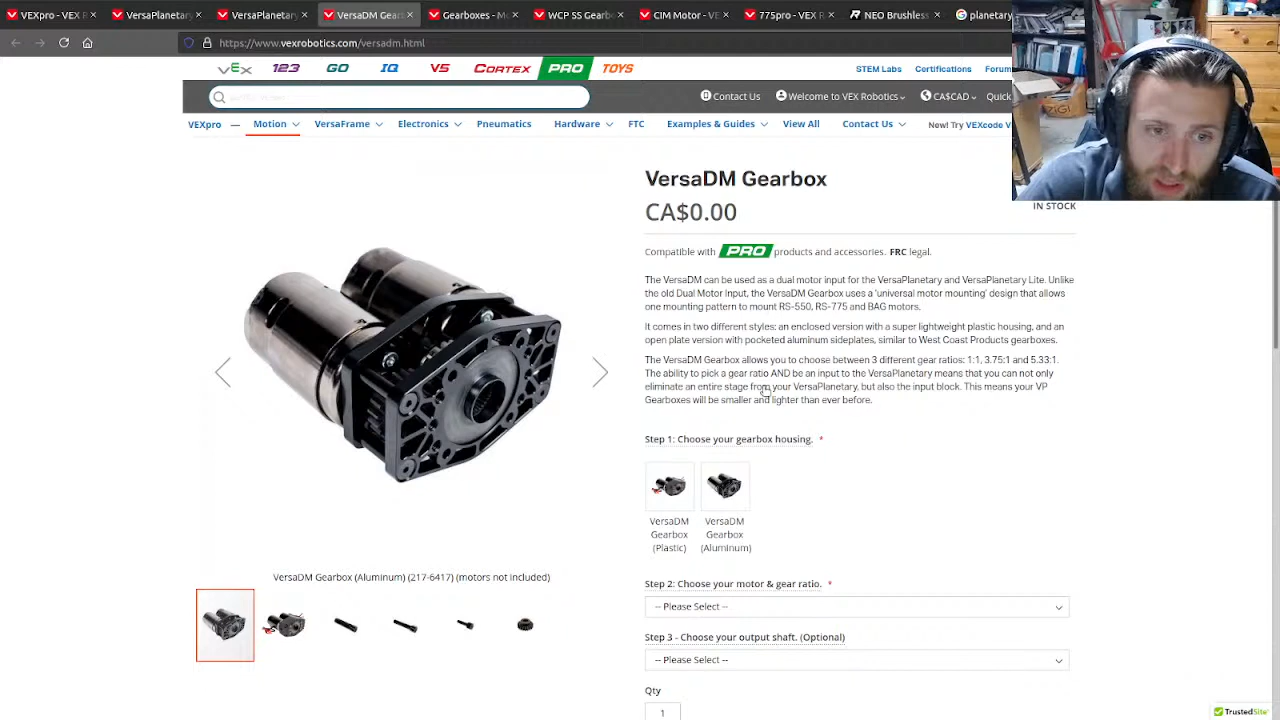 VEXpro - VEX R
VersaPlanetary
VersaPlanetary
VersaDM Gear
Gearboxes - M
WCP SS Gearb
CIM Motor - VE
775pro - VEX R
NEO Brushless
https://www.vexrobotics.com/versadm.html
VEX 123 GO IQ V5 CORTEX PRO TOYS
STEM Labs Certifications Forum
Contact Us Welcome to VEX Robotics CA$CAD Quick
VEXpro — Motion VersaFrame Electronics Pneumatics Hardware FTC Examples & Guides View All Contact Us New! Try VEXcode V
VersaDM Gearbox
CA$0.00
IN STOCK
Compatible with PRO products and accessories. FRC legal.
The VersaDM can be used as a dual motor input for the VersaPlanetary and VersaPlanetary Lite. Unlike
the old Dual Motor Input, the VersaDM Gearbox uses a 'universal motor mounting' design that allows
one mounting pattern to mount RS-550, RS-775 and BAG motors.
It comes in two different styles: an enclosed version with a super lightweight plastic housing, and an
open plate version with pocketed aluminum sideplates, similar to West Coast Products gearboxes.
The VersaDM Gearbox allows you to choose between 3 different gear ratios: 1:1, 3.75:1 and 5.33:1.
The ability to pick a gear ratio AND be an input to the VersaPlanetary means that you can not only
eliminate an entire stage from your VersaPlanetary, but also the input block. This means your VP
Gearboxes will be smaller and lighter than ever before.
Step 1: Choose your gearbox housing. *
VersaDM Gearbox (Plastic)
VersaDM Gearbox (Aluminum)
VersaDM Gearbox (Aluminum) (217-6417) (motors not included)
Step 2: Choose your motor & gear ratio. *
-- Please Select --
Step 3 - Choose your output shaft. (Optional)
-- Please Select --
Qty
1
TrustedSite